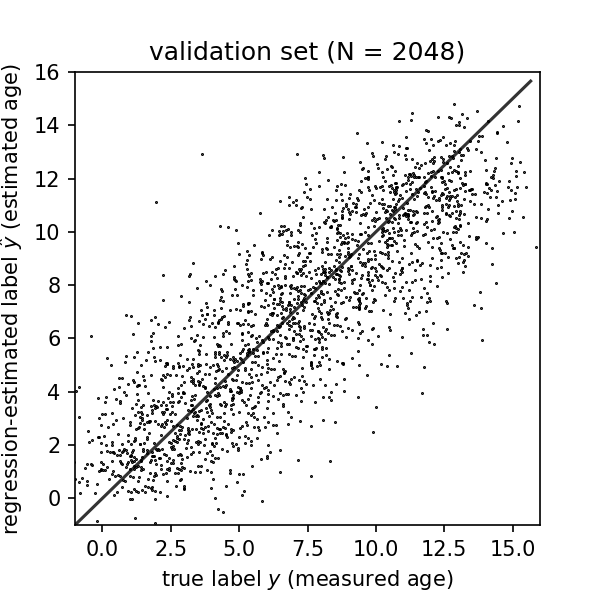 validation set (N = 2048)
16
14
12
10
8
6
4
2
0
regression-estimated label ŷ (estimated age)
0.0 2.5 5.0 7.5 10.0 12.5 15.0
true label y (measured age)